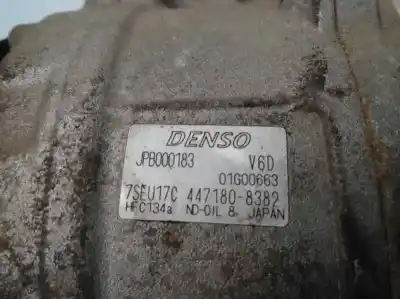 DENSO
JPB000183 V6D
01G00663
7SEU17C 447180-8382
HFC134a ND-OIL 8 JAPAN